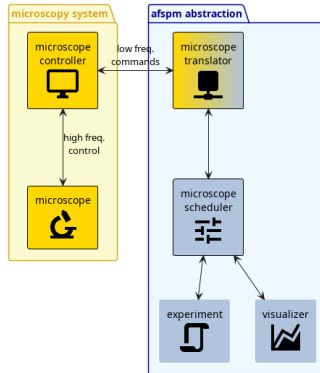 microscopy system
afspm abstraction
microscope
controller
low freq.
commands
microscope
translator
high freq.
control
microscope
microscope
scheduler
experiment
visualizer